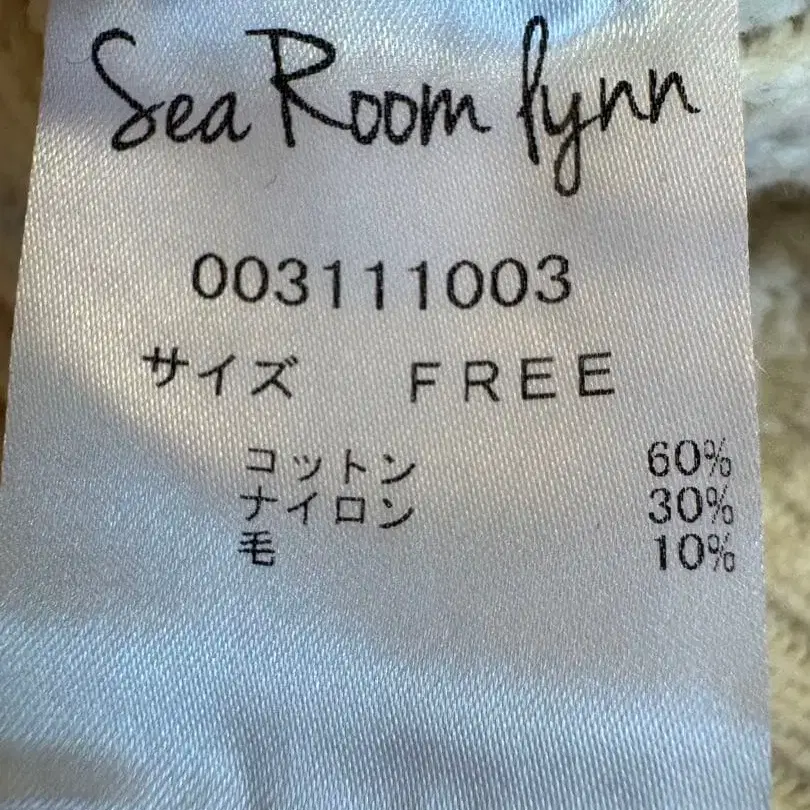 Sea Room lynn
003111003
サイズ FREE
コットン 60%
ナイロン 30%
毛 10%